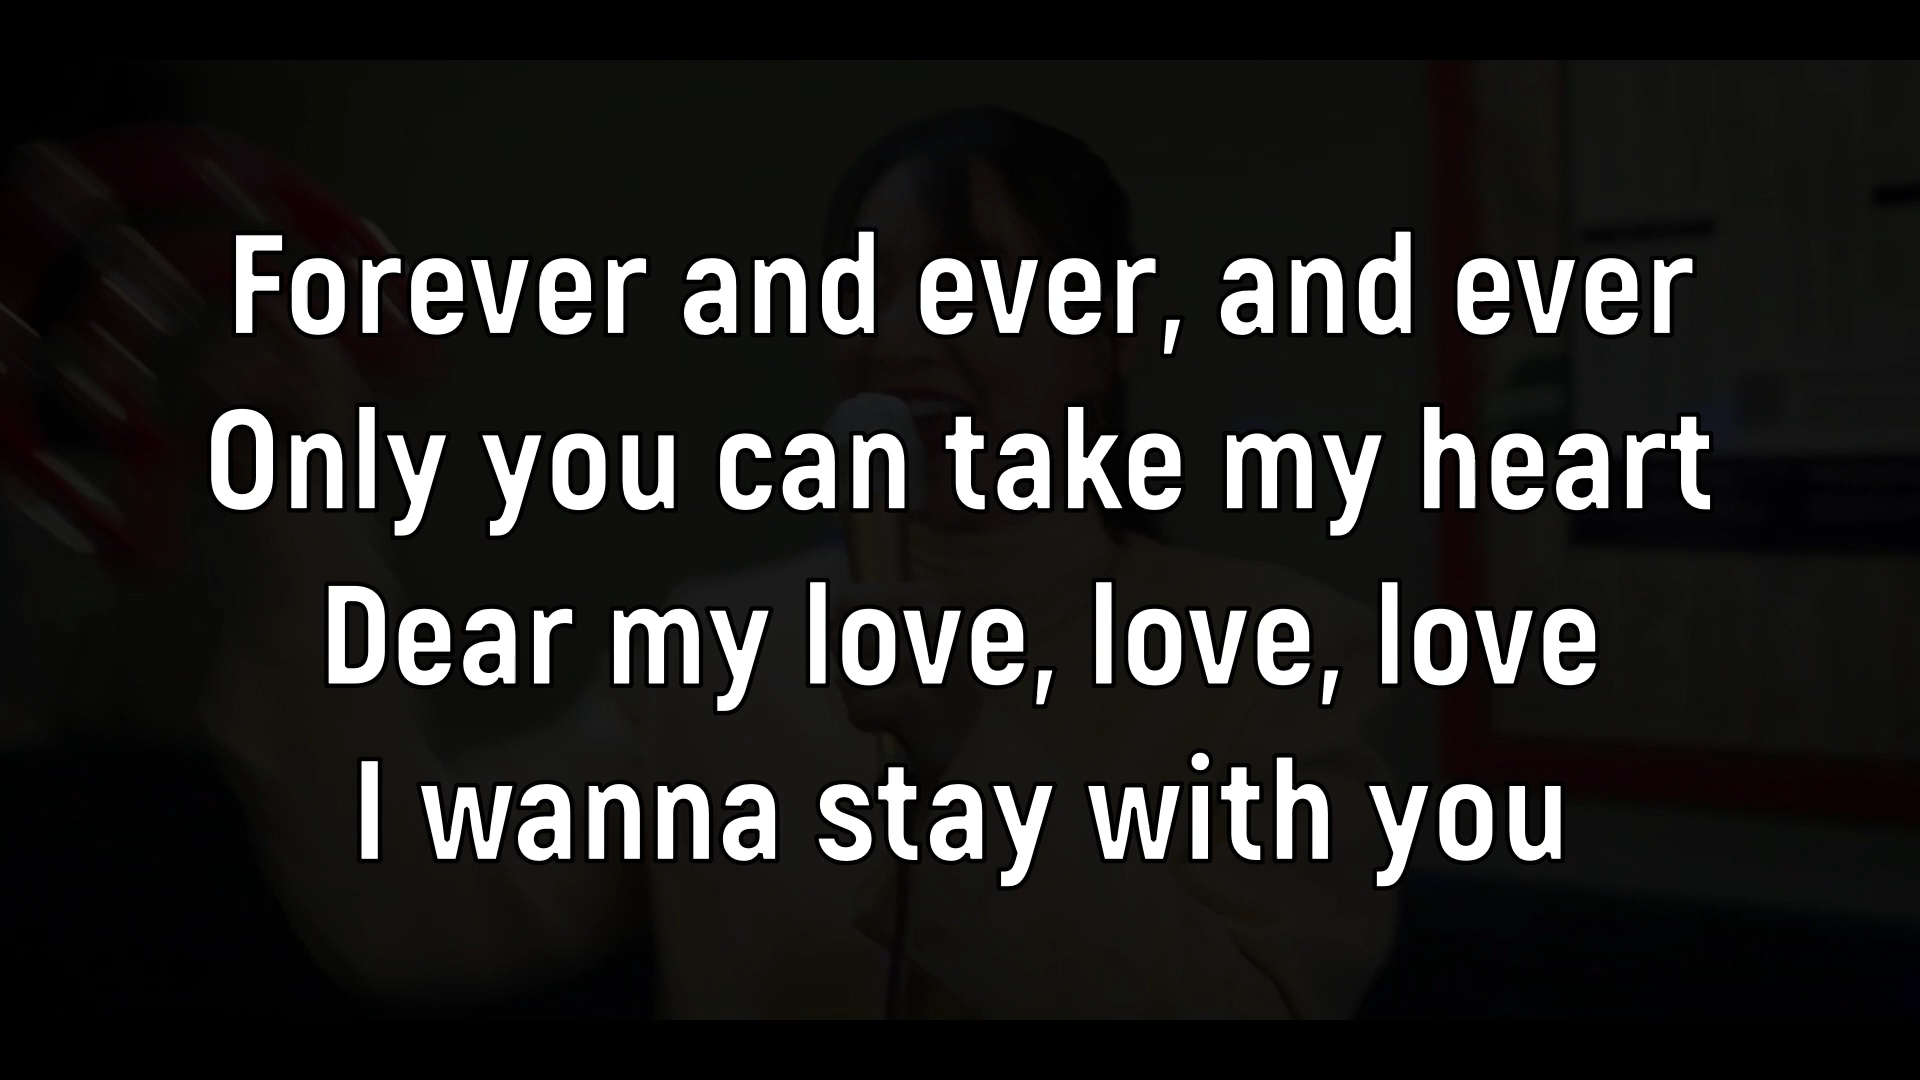 Forever and ever, and ever
Only you can take my heart
Dear my love, love, love
I wanna stay with you